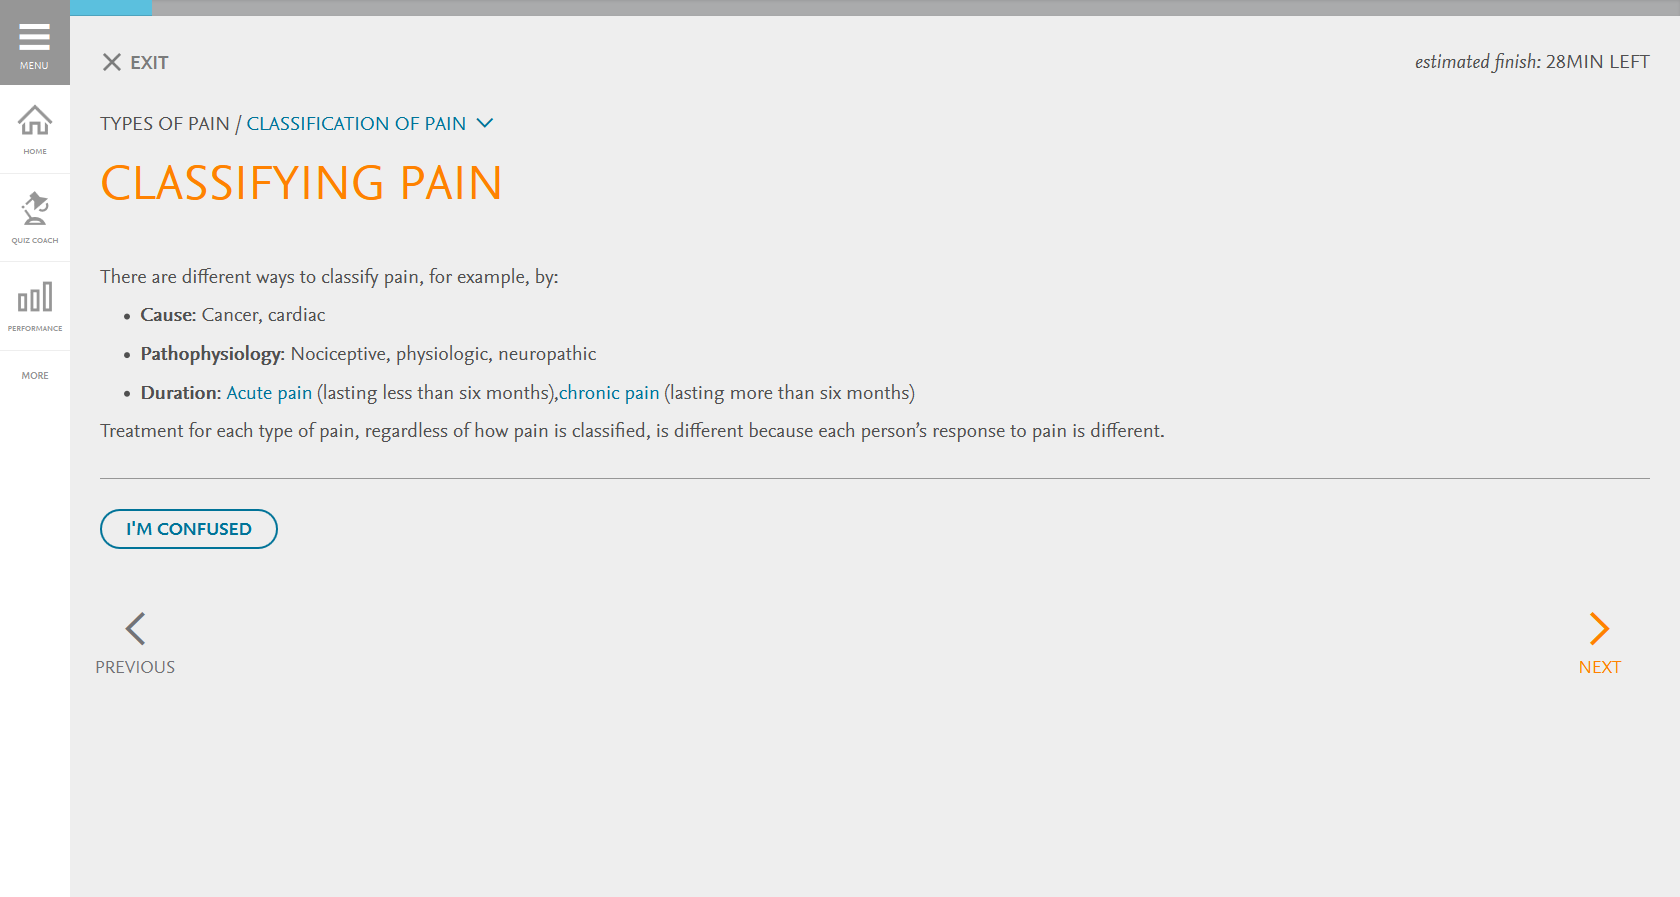 MENU
HOME
QUIZ COACH
PERFORMANCE
MORE
EXIT
estimated finish: 28MIN LEFT
TYPES OF PAIN / CLASSIFICATION OF PAIN
CLASSIFYING PAIN
There are different ways to classify pain, for example, by:
• Cause: Cancer, cardiac
• Pathophysiology: Nociceptive, physiologic, neuropathic
• Duration: Acute pain (lasting less than six months),chronic pain (lasting more than six months)
Treatment for each type of pain, regardless of how pain is classified, is different because each person’s response to pain is different.
I'M CONFUSED
PREVIOUS
NEXT